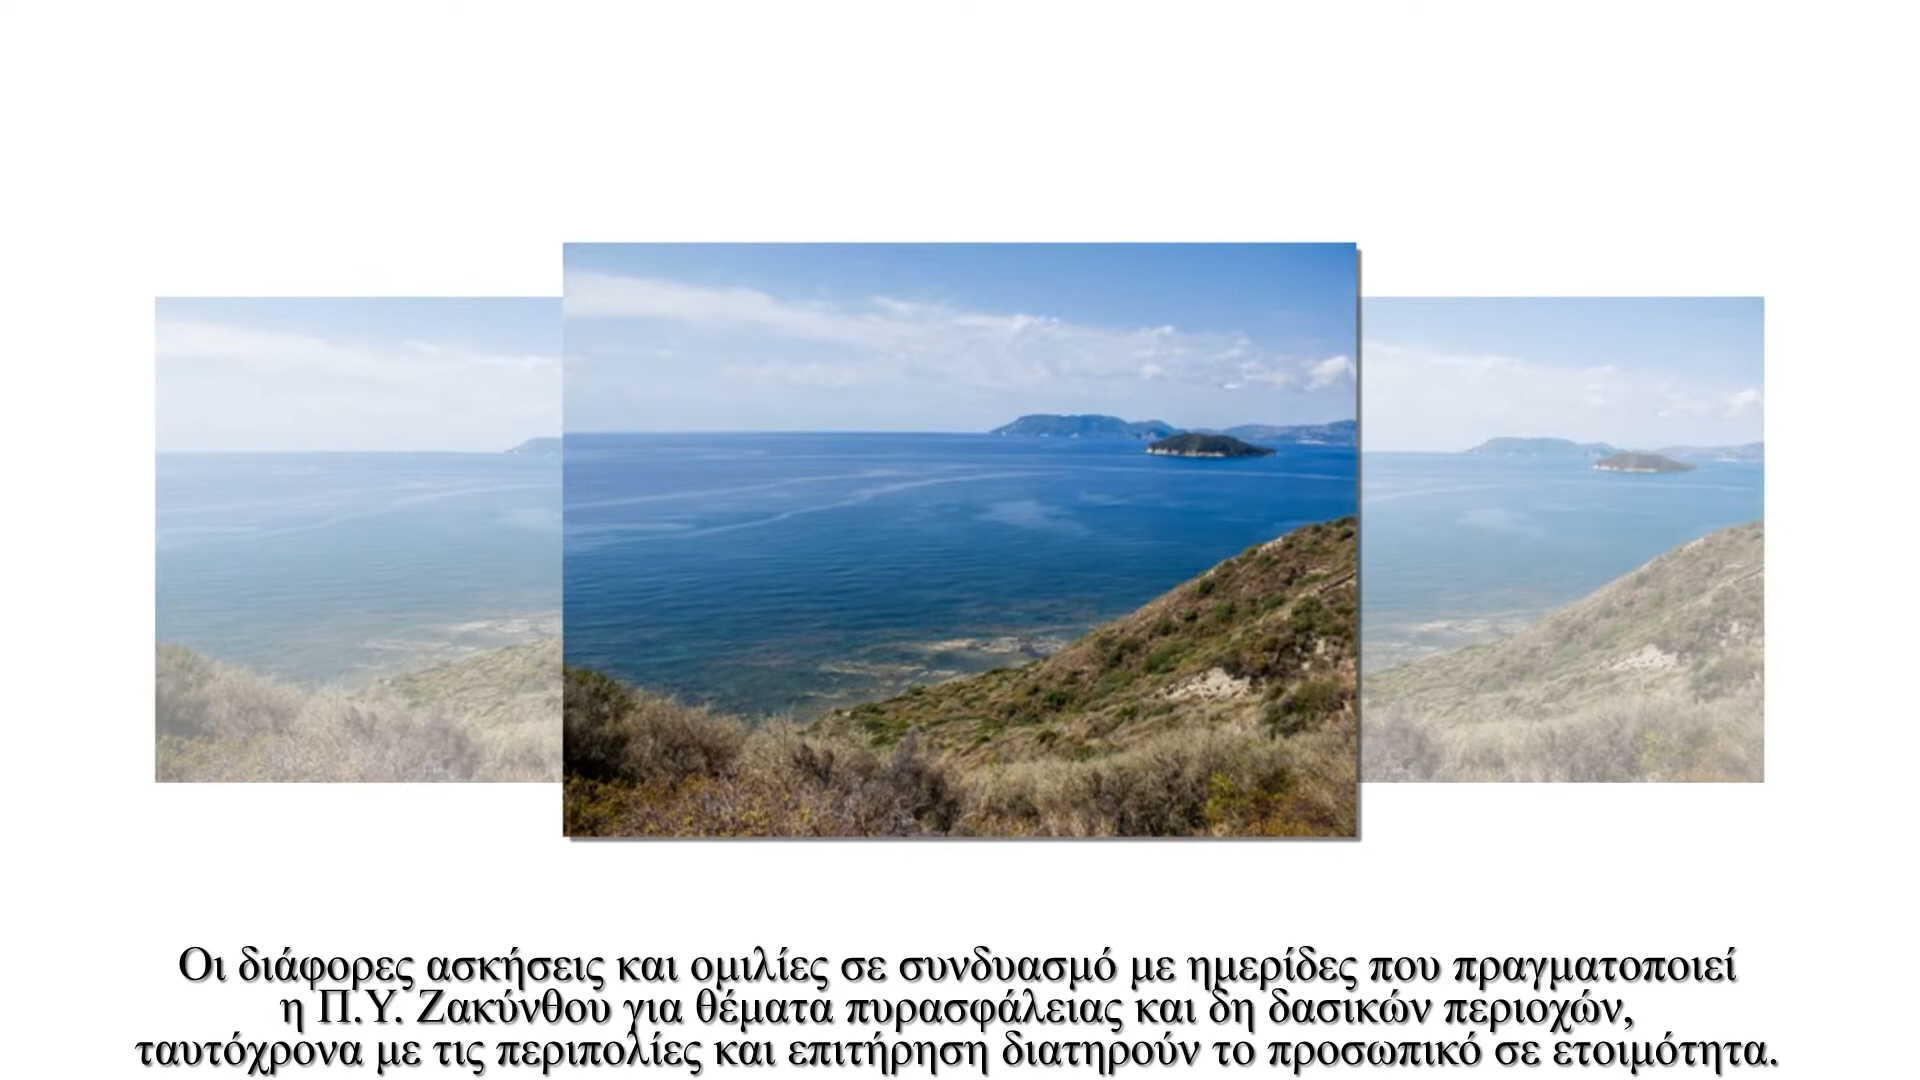 Οι διάφορες ασκήσεις και ομιλίες σε συνδυασμό με ημερίδες που πραγματοποιεί
η Π.Υ. Ζακύνθου για θέματα πυρασφάλειας και δη δασικών περιοχών,
ταυτόχρονα με τις περιπολίες και επιτήρηση διατηρούν το προσωπικό σε ετοιμότητα.